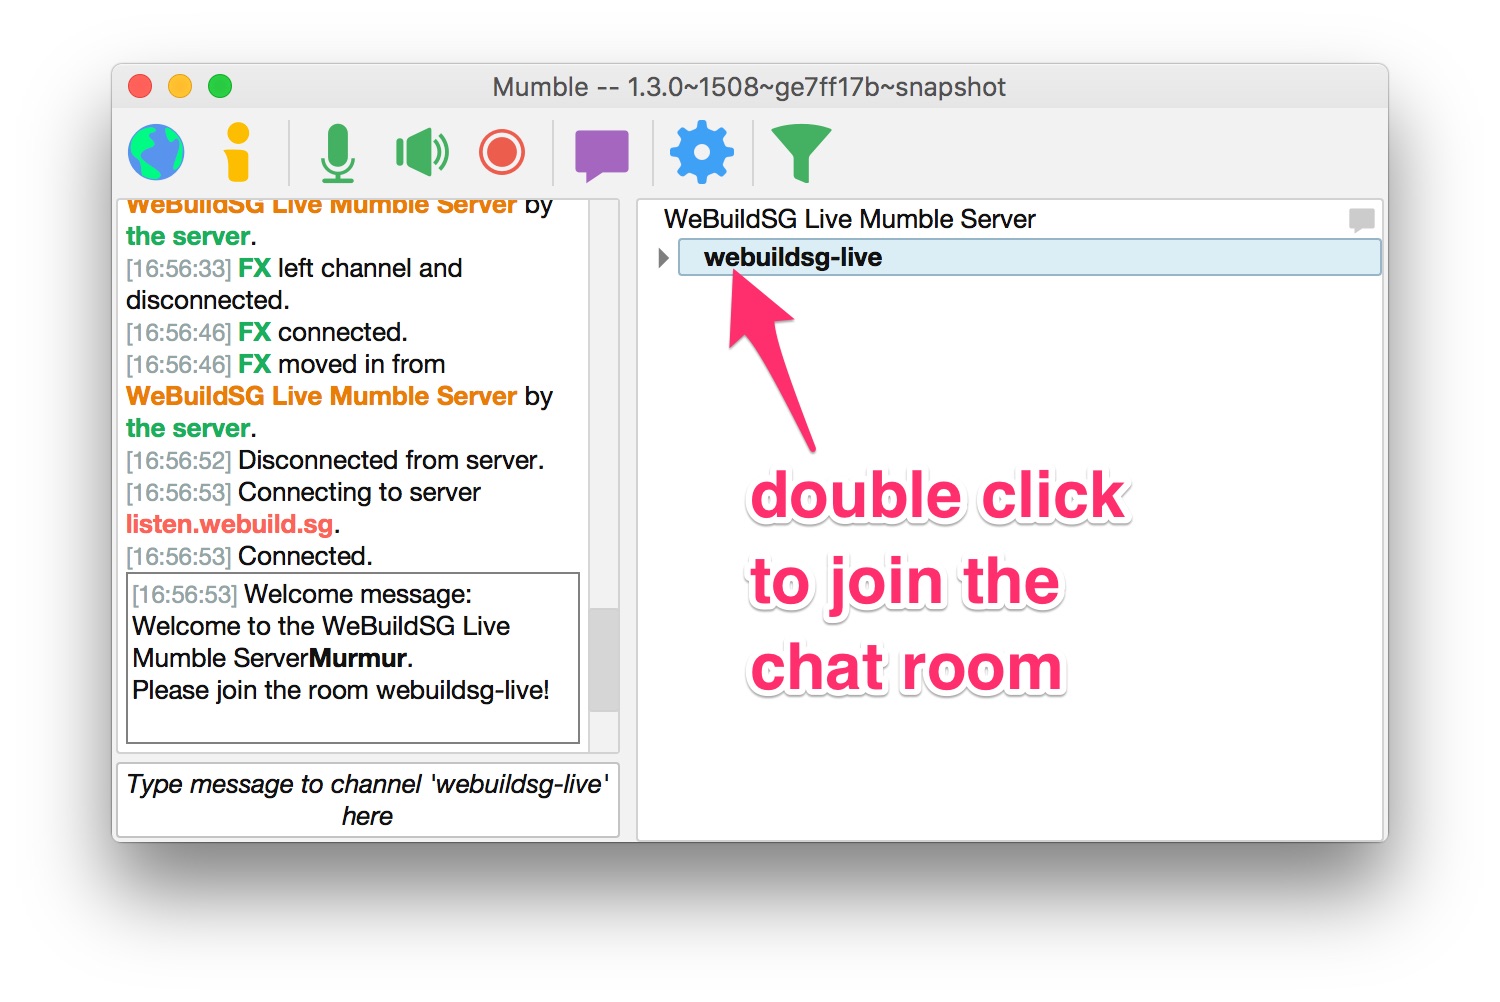 Mumble -- 1.3.0~1508~ge7ff17b~snapshot
WeBuildSG Live Mumble Server by
the server.
[16:56:33] FX left channel and
disconnected.
[16:56:46] FX connected.
[16:56:46] FX moved in from
WeBuildSG Live Mumble Server by
the server.
[16:56:52] Disconnected from server.
[16:56:53] Connecting to server
listen.webuild.sg.
[16:56:53] Connected.
[16:56:53] Welcome message:
Welcome to the WeBuildSG Live
Mumble ServerMurmur.
Please join the room webuildsg-live!
Type message to channel 'webuildsg-live'
here
WeBuildSG Live Mumble Server
webuildsg-live
double click
to join the
chat room